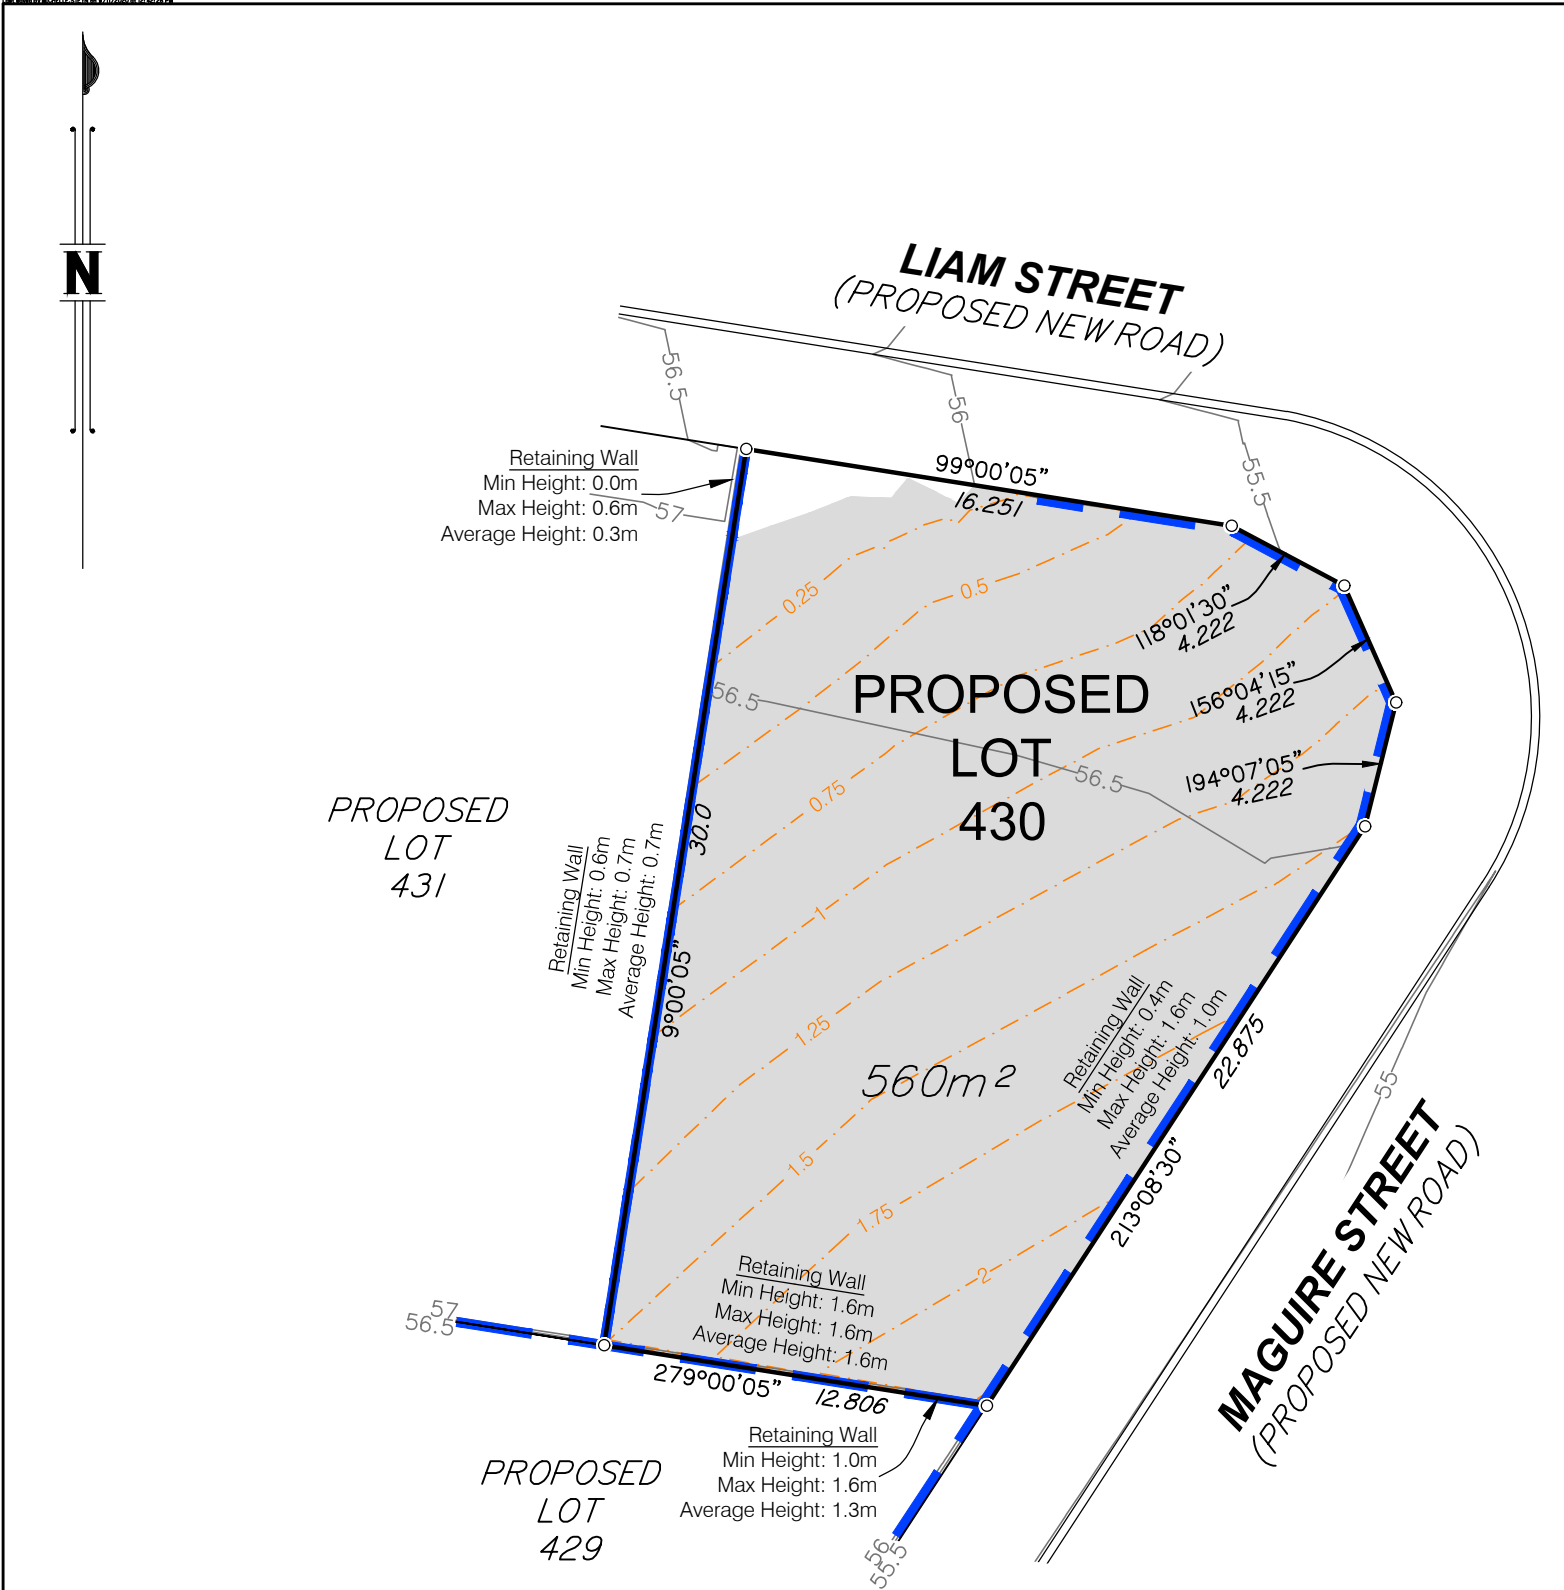 N
LIAM STREET
(PROPOSED NEW ROAD)
56.5
56
55.5
Retaining Wall
Min Height: 0.0m
Max Height: 0.6m
Average Height: 0.3m
57
99°00'05"
16.251
0.25
0.5
118°01'30"
4.222
156°04'15"
4.222
194°07'05"
4.222
PROPOSED
LOT
430
56.5
56.5
0.75
30.0
9°00'05"
PROPOSED
LOT
431
Retaining Wall
Min Height: 0.6m
Max Height: 0.7m
Average Height: 0.7m
1
1.25
560m²
Retaining Wall
Min Height: 0.4m
Max Height: 1.6m
Average Height: 1.0m
22.875
213°08'30"
55
1.5
1.75
2
MAGUIRE STREET
(PROPOSED NEW ROAD)
Retaining Wall
Min Height: 1.6m
Max Height: 1.6m
Average Height: 1.6m
57
56.5
279°00'05"
12.806
Retaining Wall
Min Height: 1.0m
Max Height: 1.6m
Average Height: 1.3m
PROPOSED
LOT
429
56
55.5